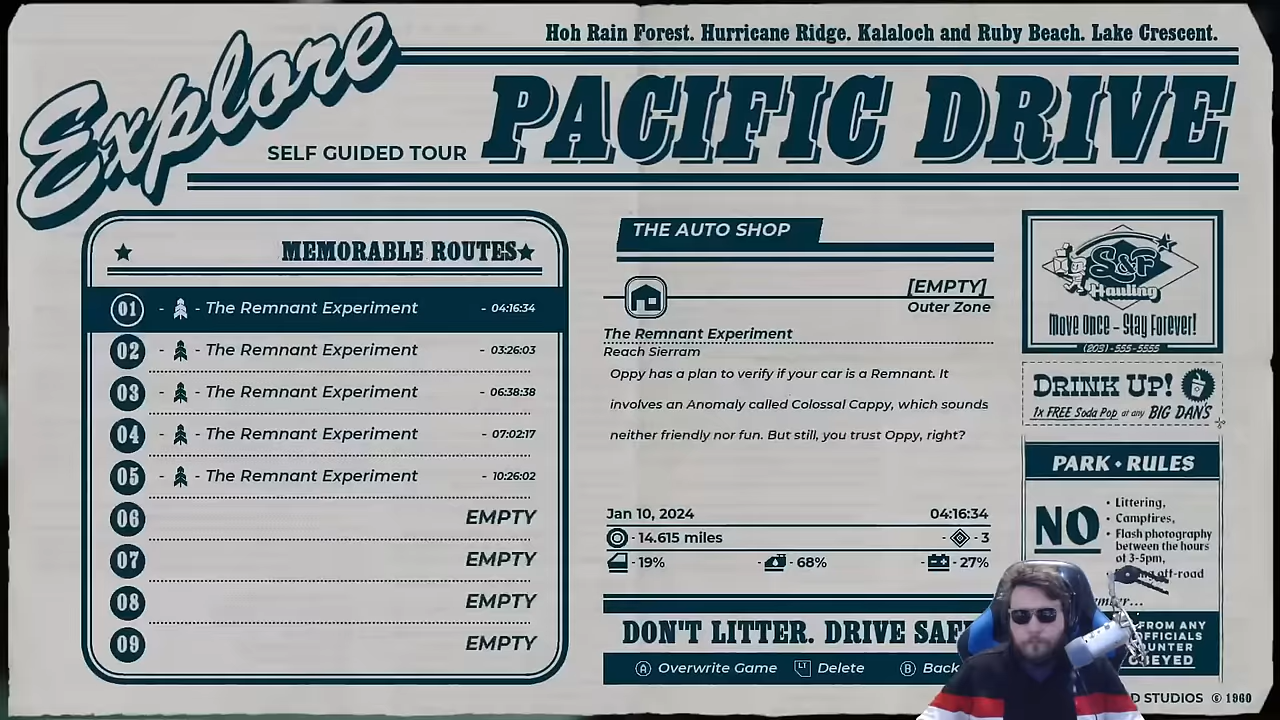 Hoh Rain Forest. Hurricane Ridge. Kalaloch and Ruby Beach. Lake Crescent.
Explore
SELF GUIDED TOUR
PACIFIC DRIVE
MEMORABLE ROUTES
01 - - The Remnant Experiment - 04:16:34
02 - - The Remnant Experiment - 03:26:03
03 - - The Remnant Experiment - 06:38:38
04 - - The Remnant Experiment - 07:02:17
05 - - The Remnant Experiment - 10:26:02
06 EMPTY
07 EMPTY
08 EMPTY
09 EMPTY
THE AUTO SHOP
[EMPTY]
Outer Zone
The Remnant Experiment
Reach Sierram
Oppy has a plan to verify if your car is a Remnant. It
involves an Anomaly called Colossal Cappy, which sounds
neither friendly nor fun. But still, you trust Oppy, right?
Jan 10, 2024 04:16:34
- 14.615 miles - - 3
- 19% - - 68% - - 27%
DON'T LITTER. DRIVE
A Overwrite Game LT Delete B Back
S&F
Hauling
Move Once - Stay Forever!
(203)-555-5555
DRINK UP!
1x FREE Soda Pop at any BIG DAN'S
PARK • RULES
NO
• Littering,
• Campfires,
• Flash photography
between the hours
of 3-5pm,
off-road
FROM ANY
OBEYED
STUDIOS © 1960